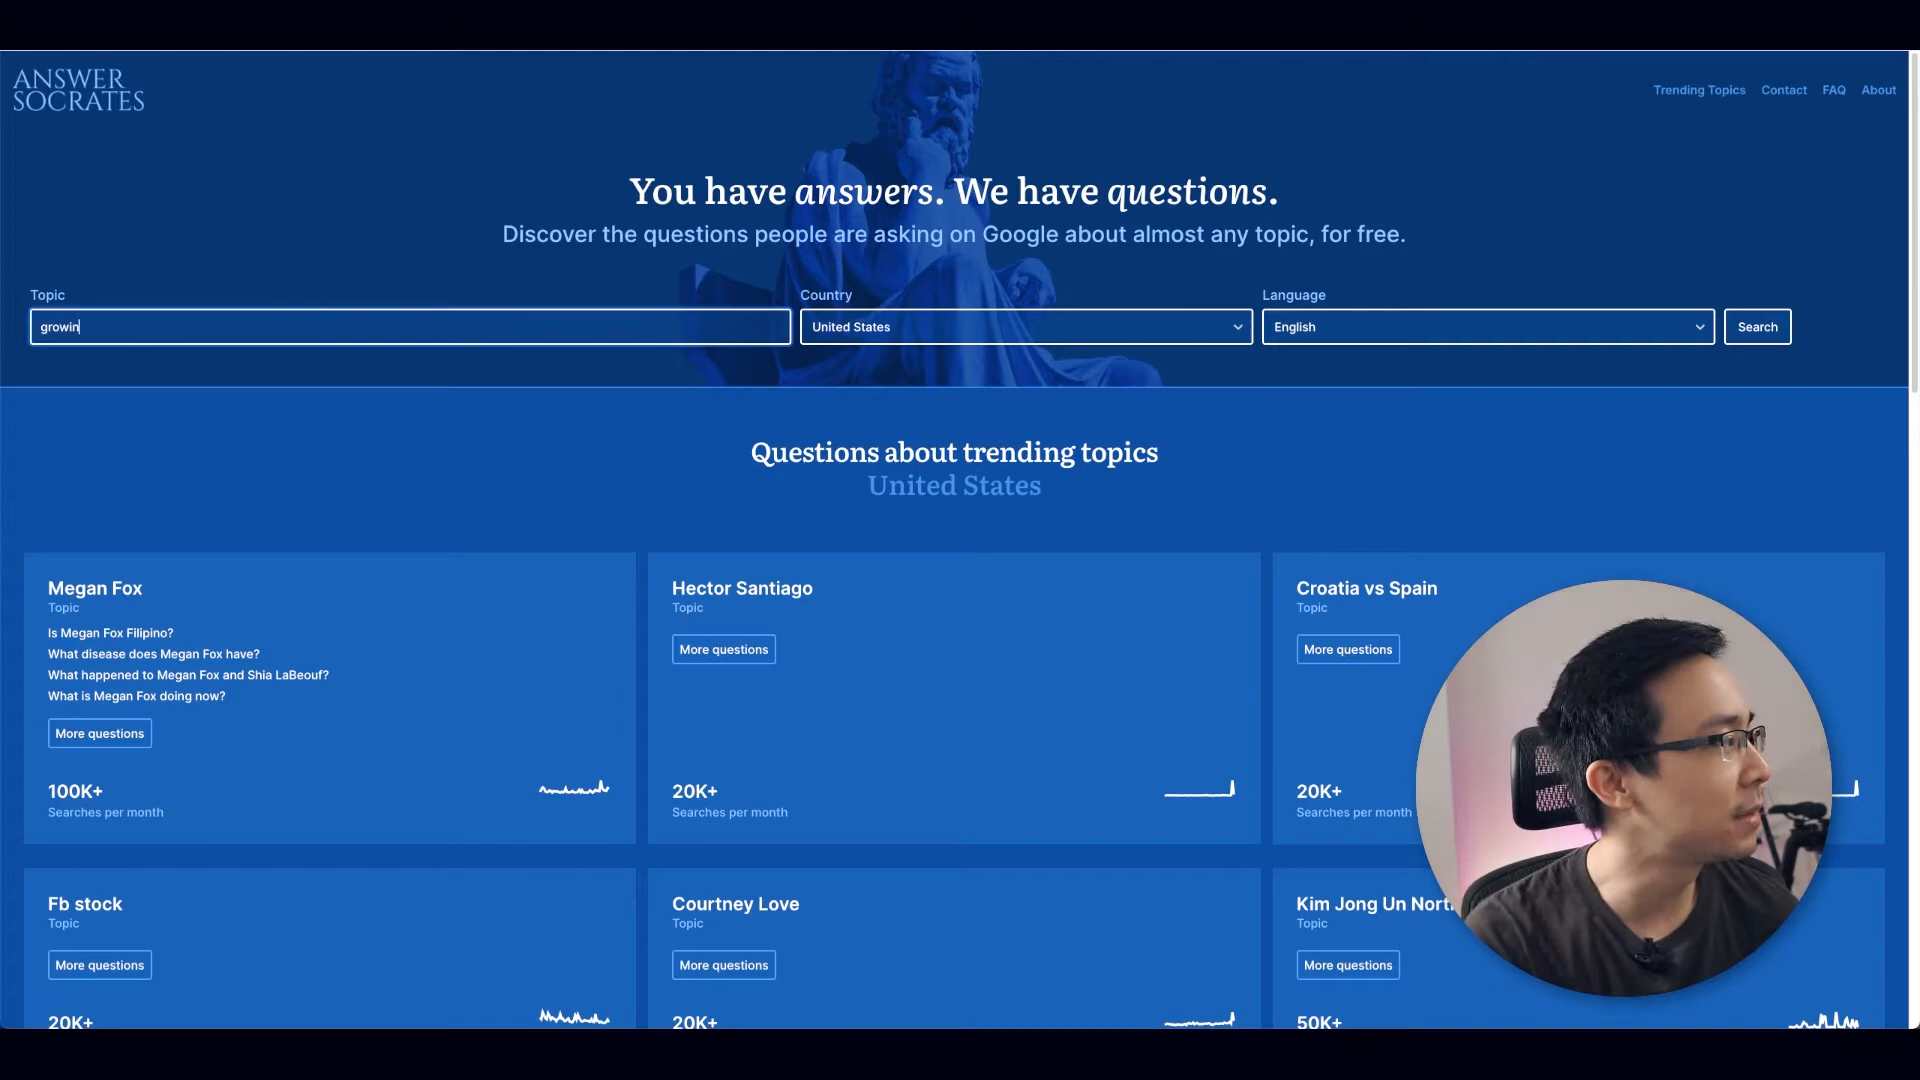 ANSWER
SOCRATES
Trending Topics Contact FAQ About
You have answers. We have questions.
Discover the questions people are asking on Google about almost any topic, for free.
Topic Country Language
growin United States English Search
Questions about trending topics
United States
Megan Fox
Topic
Is Megan Fox Filipino?
What disease does Megan Fox have?
What happened to Megan Fox and Shia LaBeouf?
What is Megan Fox doing now?
More questions
100K+
Searches per month
Hector Santiago
Topic
More questions
20K+
Searches per month
Croatia vs Spain
Topic
More questions
20K+
Searches per month
Fb stock
Topic
More questions
20K+
Courtney Love
Topic
More questions
20K+
Kim Jong Un
Topic
More questions
50K+